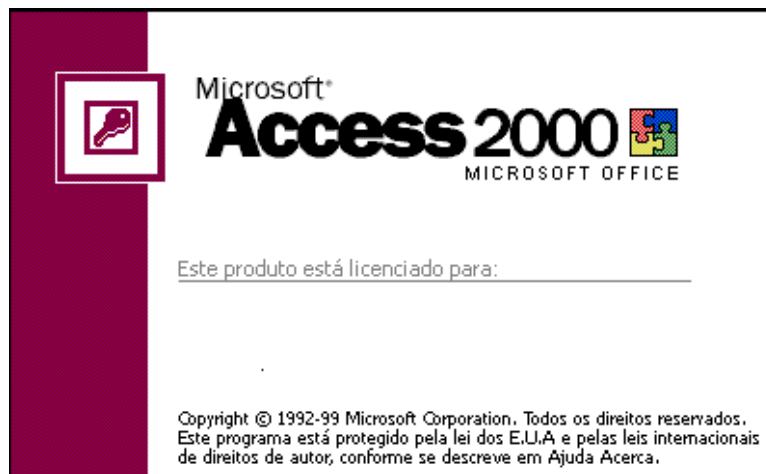 Microsoft®
Access 2000
MICROSOFT OFFICE
Este produto está licenciado para:
Copyright © 1992-99 Microsoft Corporation. Todos os direitos reservados.
Este programa está protegido pela lei dos E.U.A e pelas leis internacionais
de direitos de autor, conforme se descreve em Ajuda Acerca.